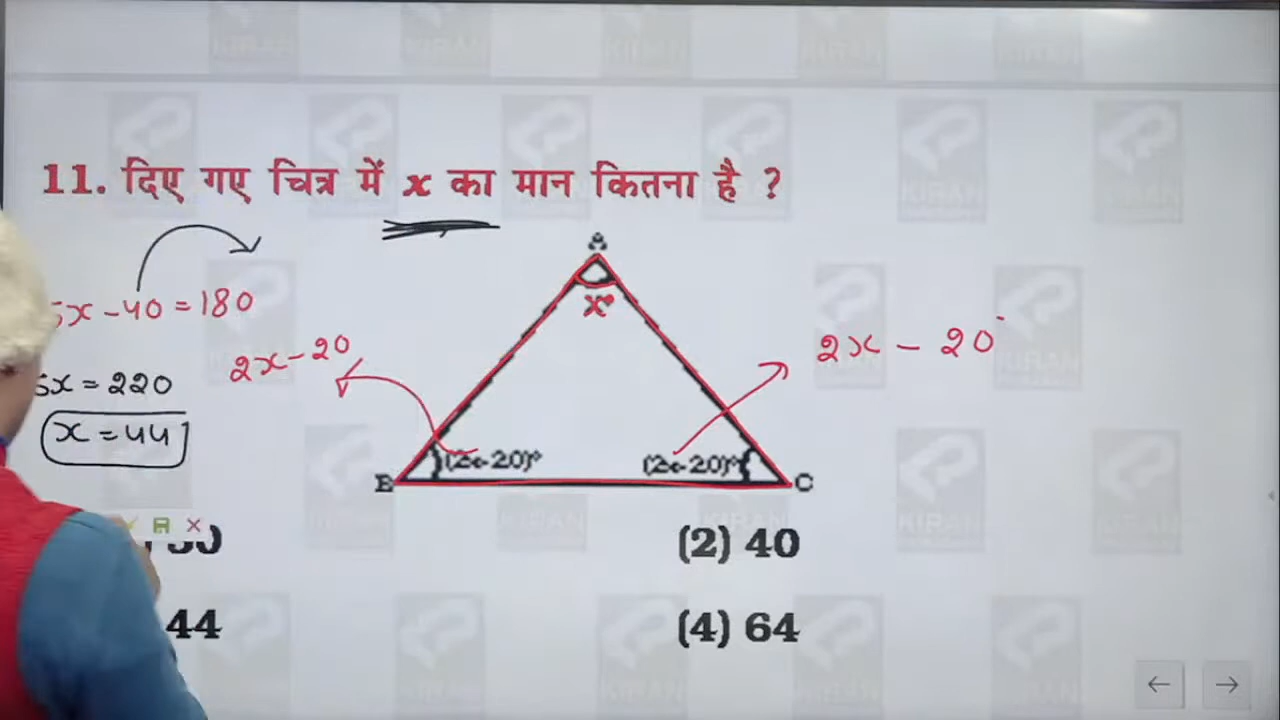 11. दिए गए चित्र में x का मान कितना है ?
5x - 40 = 180
2x - 20
5x = 220
x = 44
A
x°
2x - 20°
(2x-20)°
(2x-20)°
B
C
(2) 40
44
(4) 64
KIRAN